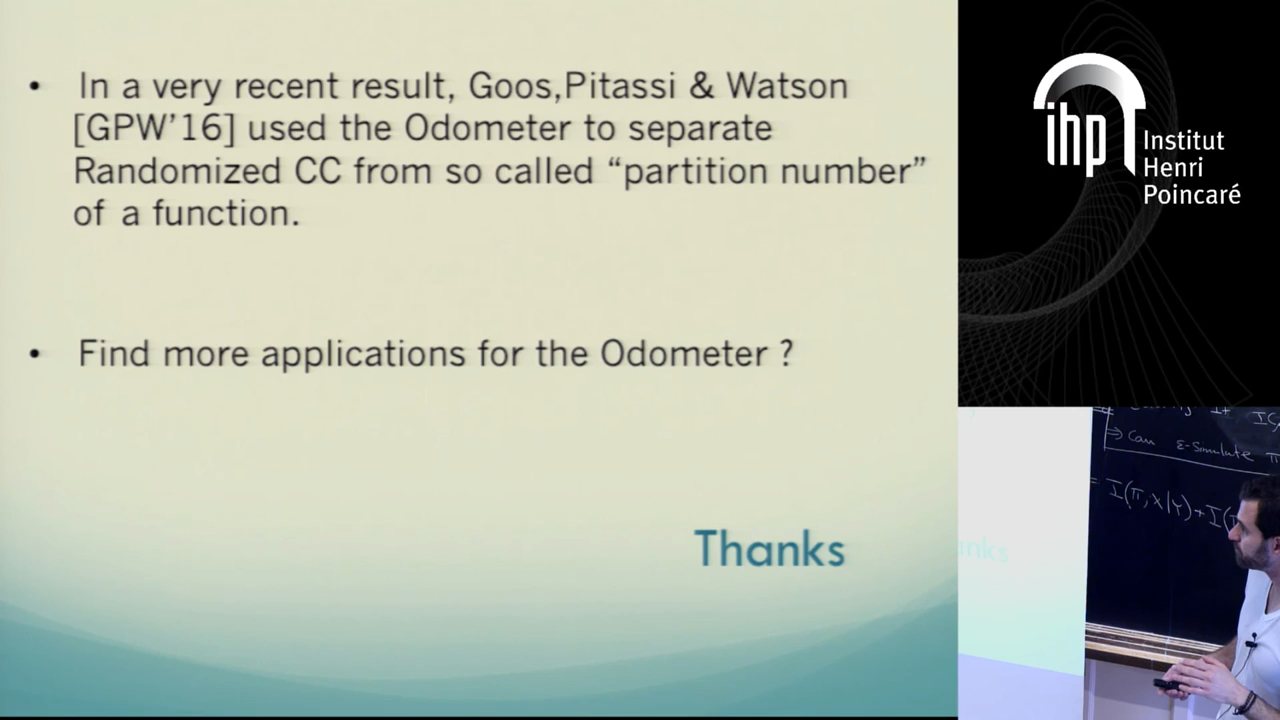 • In a very recent result, Goos,Pitassi & Watson
[GPW'16] used the Odometer to separate
Randomized CC from so called “partition number”
of a function.
• Find more applications for the Odometer ?
Thanks
ihp Institut
Henri
Poincaré
⇒ Can ε-Simulate π
= I(π;X|Y)+I(